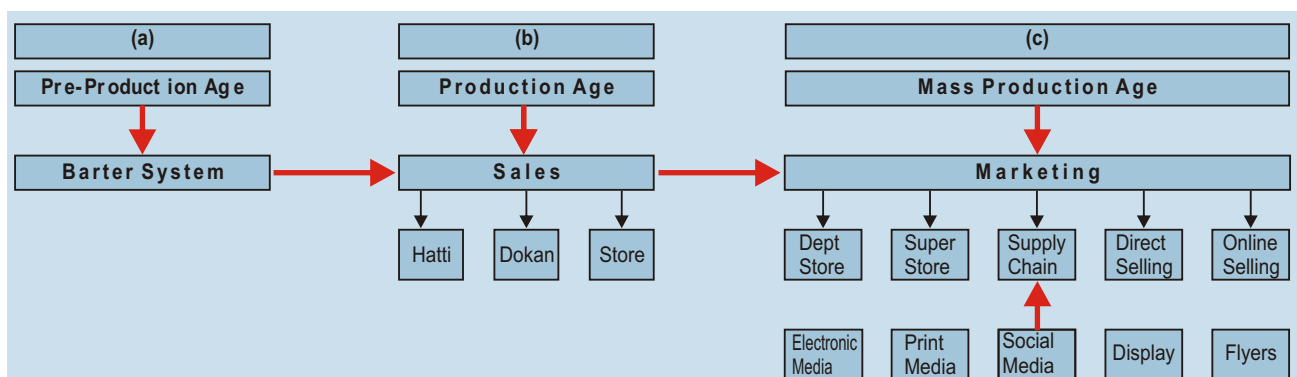 (a)
(b)
(c)
Pre-Product ion Age
Production Age
Mass Production Age
Barter System
Sales
Marketing
Hatti
Dokan
Store
Dept
Store
Super
Store
Supply
Chain
Direct
Selling
Online
Selling
Electronic
Media
Print
Media
Social
Media
Display
Flyers